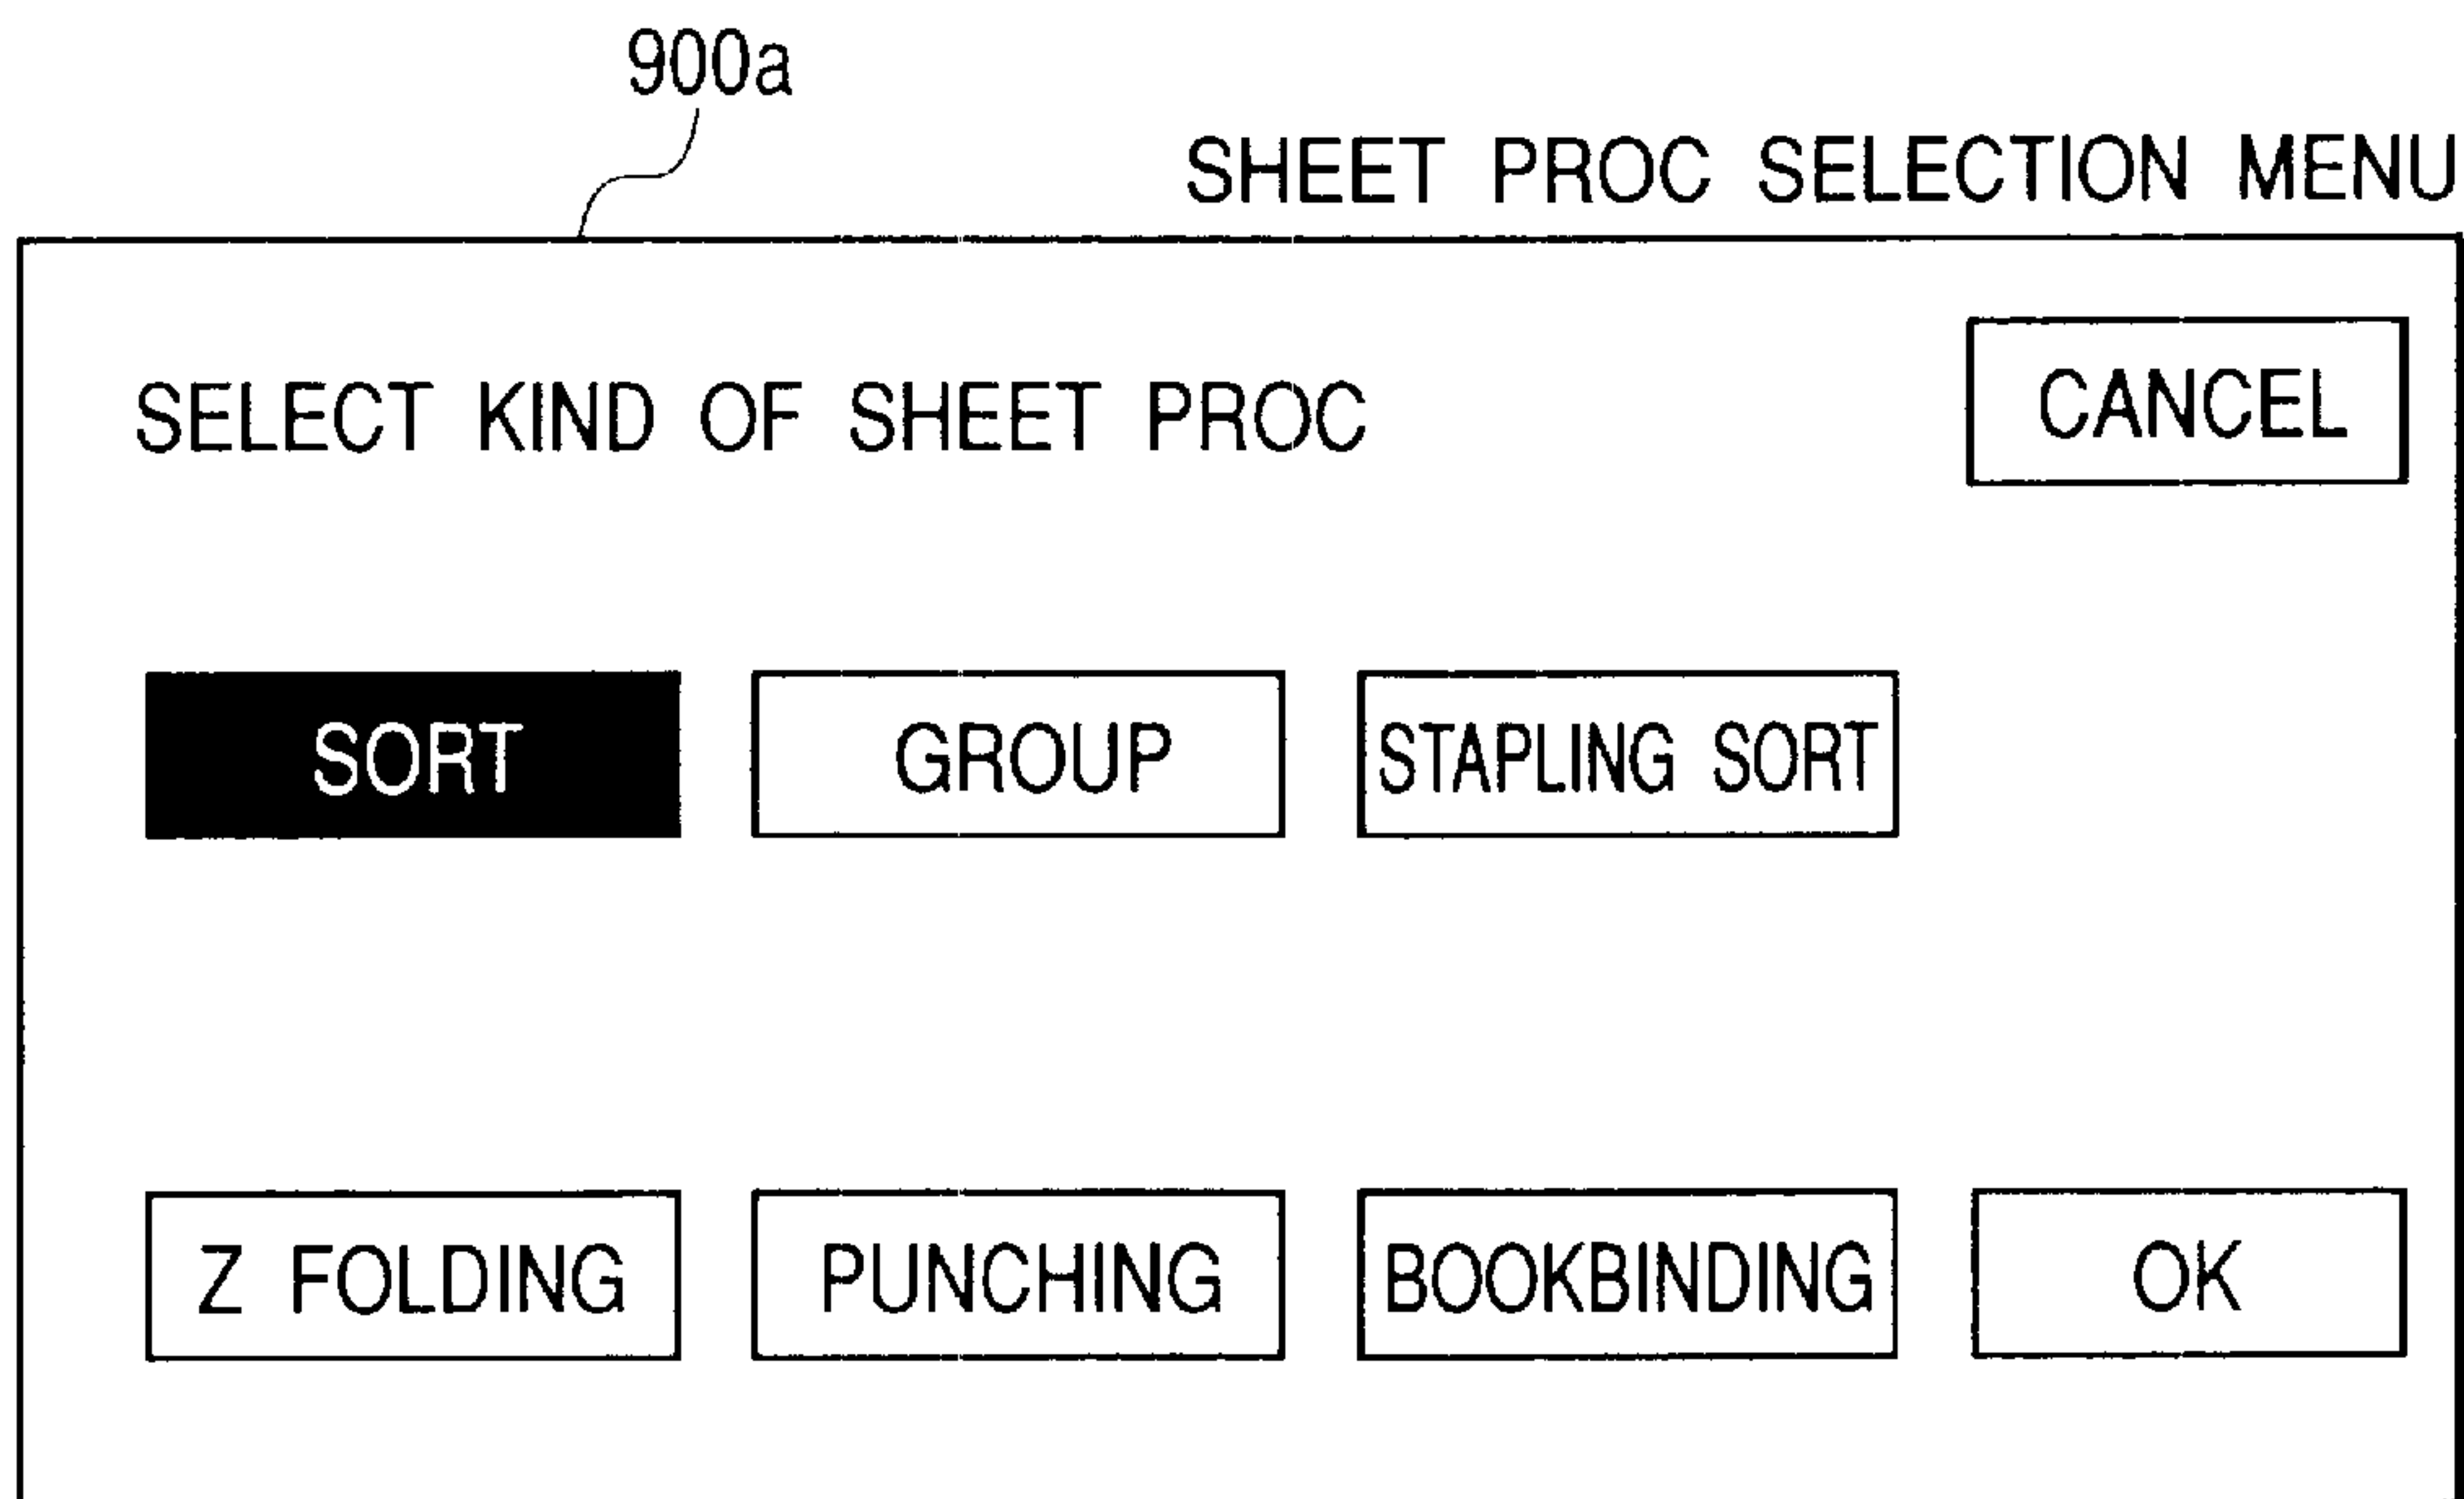 900a
SHEET PROC SELECTION MENU
SELECT KIND OF SHEET PROC
CANCEL
SORT GROUP STAPLING SORT
Z FOLDING PUNCHING BOOKBINDING OK